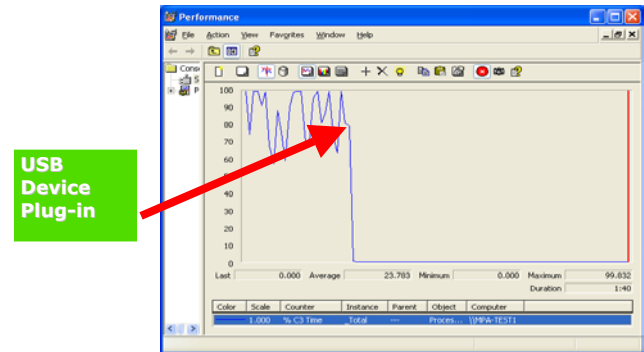 Performance
File Action View Favorites Window Help
Cons
S
P
100
90
80
70
60
40
30
20
10
0
USB
Device
Plug-in
Last 0.000 Average 23.783 Minimum 0.000 Maximum 99.832
Duration 1:40
Color Scale Counter Instance Parent Object Computer
1.000 % C3 Time _Total --- Proces... \\MPA-TEST1